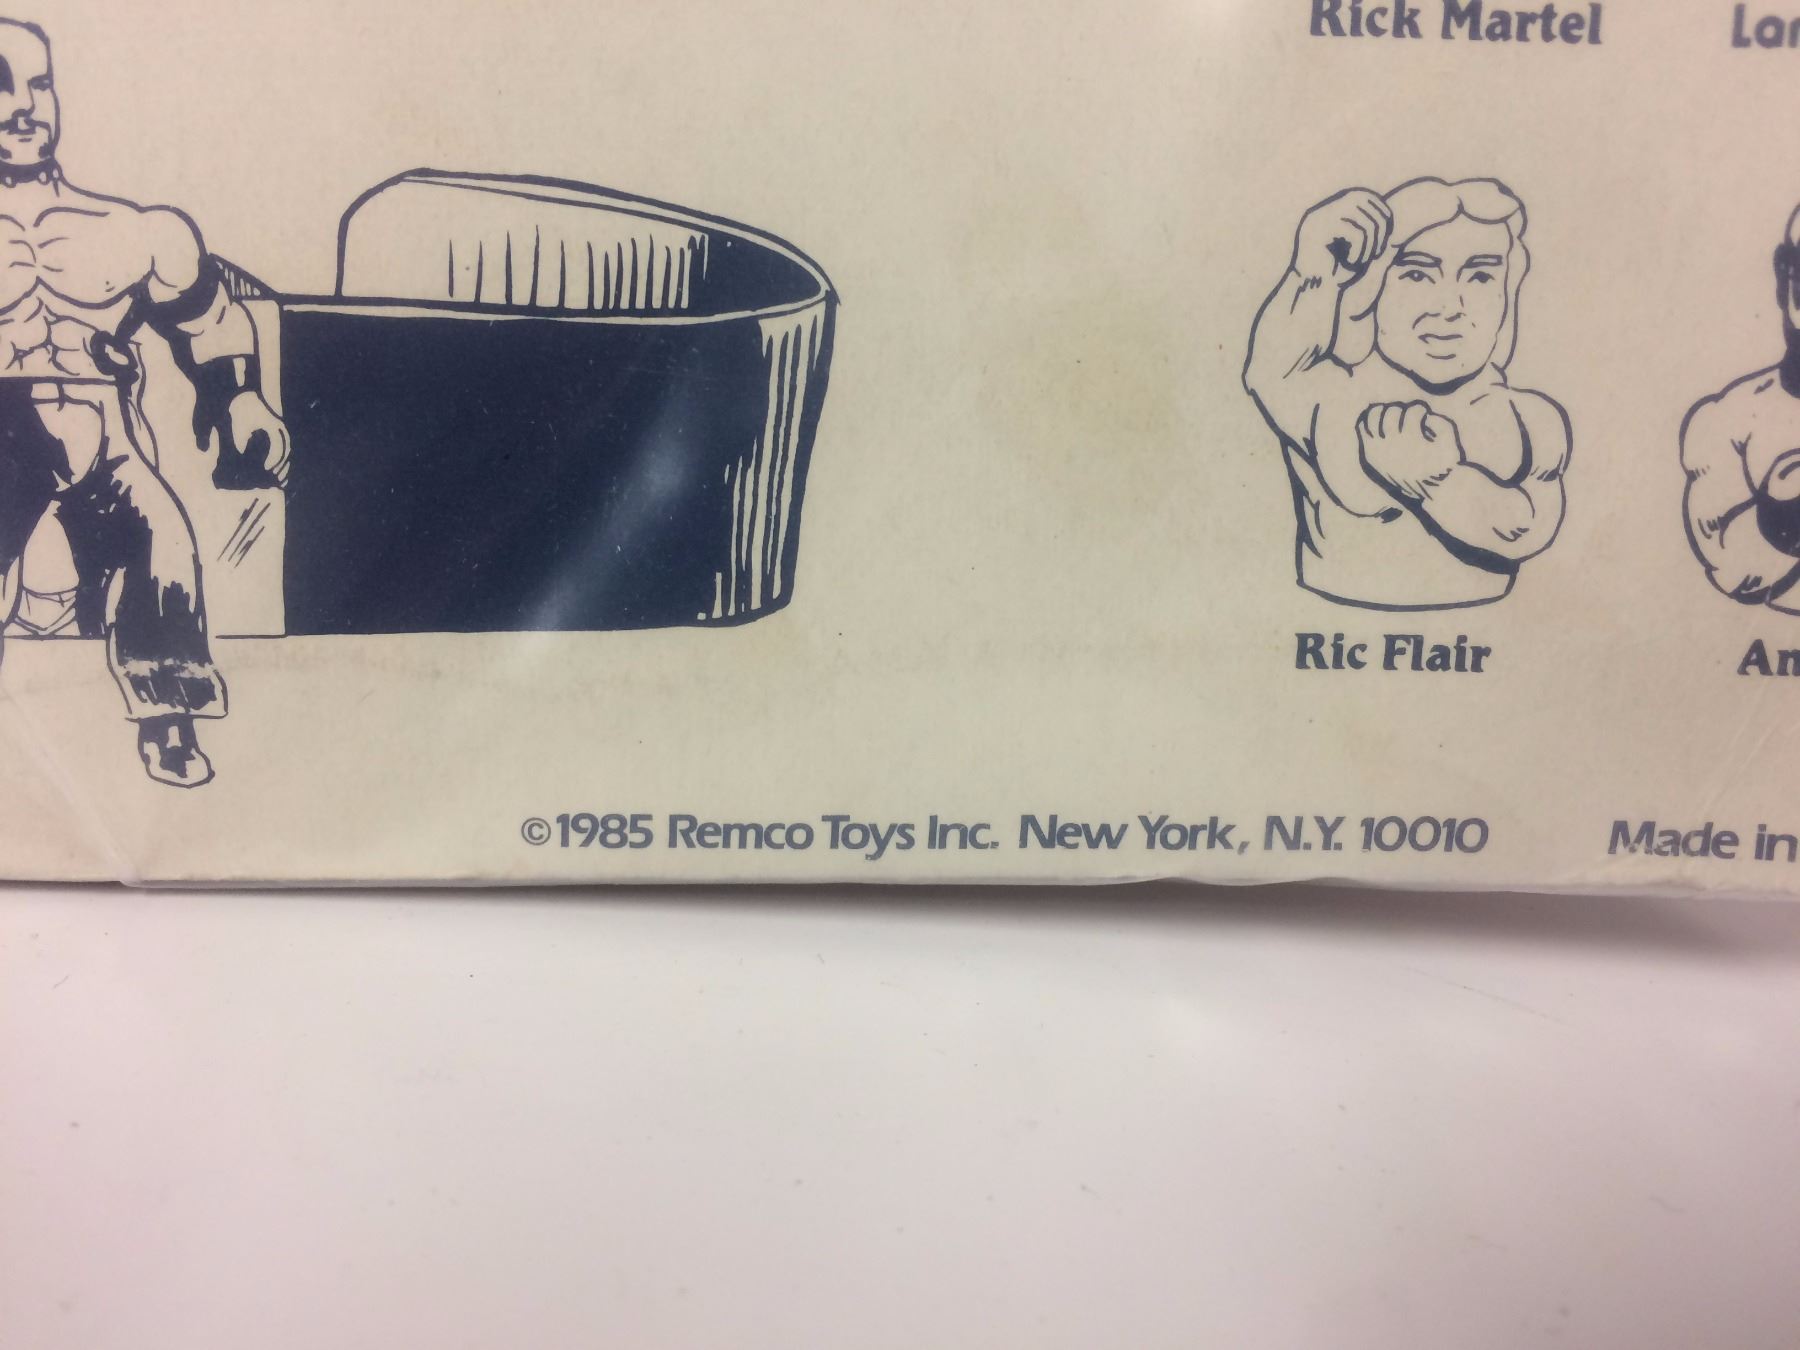 Rick Martel
Ric Flair
©1985 Remco Toys Inc. New York, N.Y. 10010 Made in